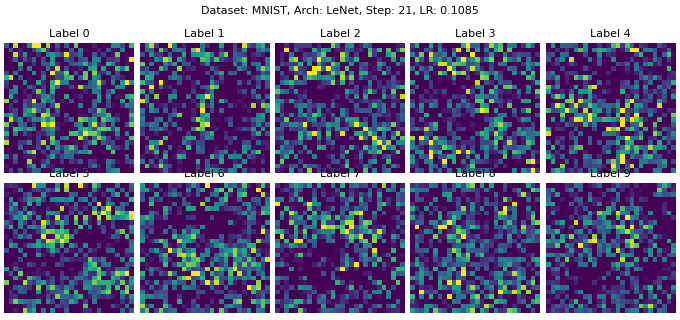 Dataset: MNIST, Arch: LeNet, Step: 21, LR: 0.1085
Label 0 Label 1 Label 2 Label 3 Label 4
Label 5 Label 6 Label 7 Label 8 Label 9